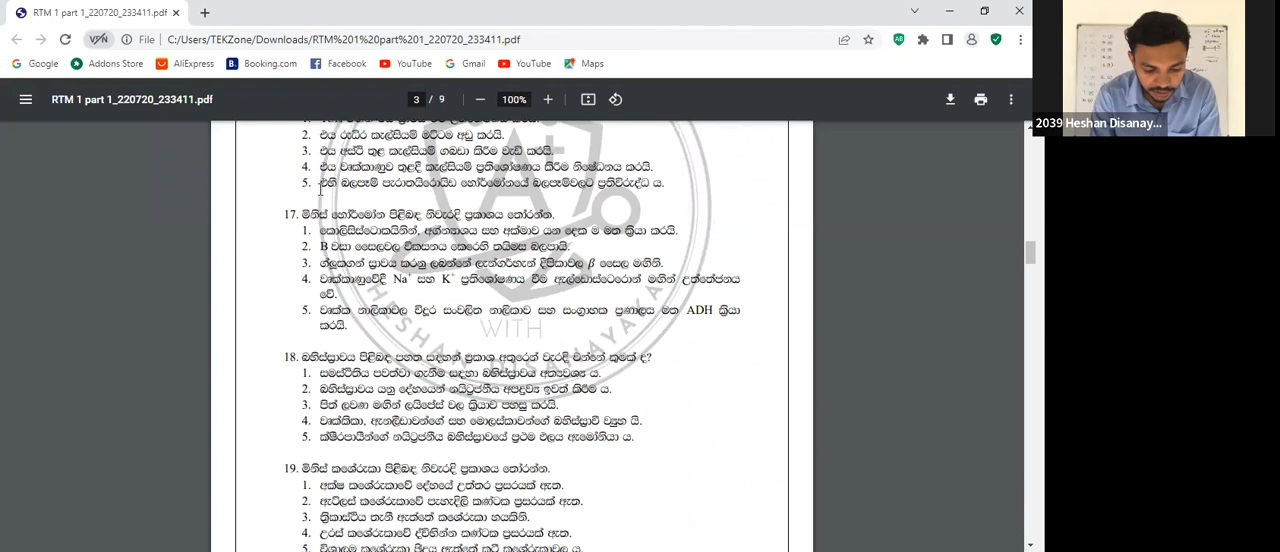 RTM 1 part 1_220720_233411.pdf
VPN File C:/Users/TEKZone/Downloads/RTM%201%20part%201_220720_233411.pdf
Google Addons Store AliExpress Booking.com Facebook YouTube Gmail YouTube Maps
RTM 1 part 1_220720_233411.pdf 3 / 9 100%
2039 Heshan Disanay...
2. එය රුධිර කැල්සියම් මට්ටම අඩු කරයි.
3. එය අස්ථි තුළ කැල්සියම් ගබඩා කිරීම වැඩි කරයි.
4. එය වෘක්කාණුව තුළදී කැල්සියම් ප්‍රතිශෝෂණය කිරීම නිෂේධනය කරයි.
5. එහි බලපෑම් පැරාතයිරොයිඩ හෝර්මෝනයේ බලපෑම්වලට ප්‍රතිවිරුද්ධ ය.
17. මිනිස් හෝර්මෝන පිළිබඳ නිවැරදි ප්‍රකාශය තෝරන්න.
1. කොලිසිස්ටොකයිනින්, අග්න්‍යාශය සහ අක්මාව යන දෙක ම මත ක්‍රියා කරයි.
2. B වසා සෛලවල විකසනය කෙරෙහි තයිමස බලපායි.
3. ග්ලූකගන් ස්‍රාවය කරනු ලබන්නේ ලැන්ගර්හැන් දිපිකාවල β සෛල මගිනි.
4. වෘක්කාණුවේදී Na⁺ සහ K⁺ ප්‍රතිශෝෂණය වීම ඇල්ඩොස්ටෙරොන් මගින් උත්තේජනය
වේ.
5. වෘක්ක නාලිකාවල විදුර සංවලිත නාලිකාව සහ සංග්‍රාහක ප්‍රණාලය මත ADH ක්‍රියා
කරයි.
WITH
HESHAN DISANAYAKA
18. බහිස්ස්‍රාවය පිළිබඳ පහත සඳහන් ප්‍රකාශ අතුරෙන් වැරදි වන්නේ කුමක් ද?
1. සමස්ථිතිය පවත්වා ගැනීම සඳහා බහිස්ස්‍රාවය අත්‍යවශ්‍ය ය.
2. බහිස්ස්‍රාවය යනු දේහයෙන් නයිට්‍රජනීය අපද්‍රව්‍ය ඉවත් කිරීම ය.
3. පිත් ලවණ මගින් ලයිපේස් වල ක්‍රියාව පහසු කරයි.
4. වෘක්කිකා, ඇනලීඩාවන්ගේ සහ මොලස්කාවන්ගේ බහිස්ස්‍රාවී ව්‍යුහ යි.
5. ක්ෂීරපායීන්ගේ නයිට්‍රජනීය බහිස්ස්‍රාවයේ ප්‍රථම ඵලය ඇමෝනියා ය.
19. මිනිස් කශේරුකා පිළිබඳ නිවැරදි ප්‍රකාශය තෝරන්න.
1. අක්ෂ කශේරුකාවේ දේහයේ උත්තර ප්‍රසරයක් ඇත.
2. ඇට්ලස් කශේරුකාවේ පැහැදිලි කණ්ටක ප්‍රසරයක් ඇත.
3. ත්‍රිකාස්ථිය තැනී ඇත්තේ කශේරුකා හයකිනි.
4. උරස් කශේරුකාවේ ද්විභින්න කණ්ටක ප්‍රසරයක් ඇත.